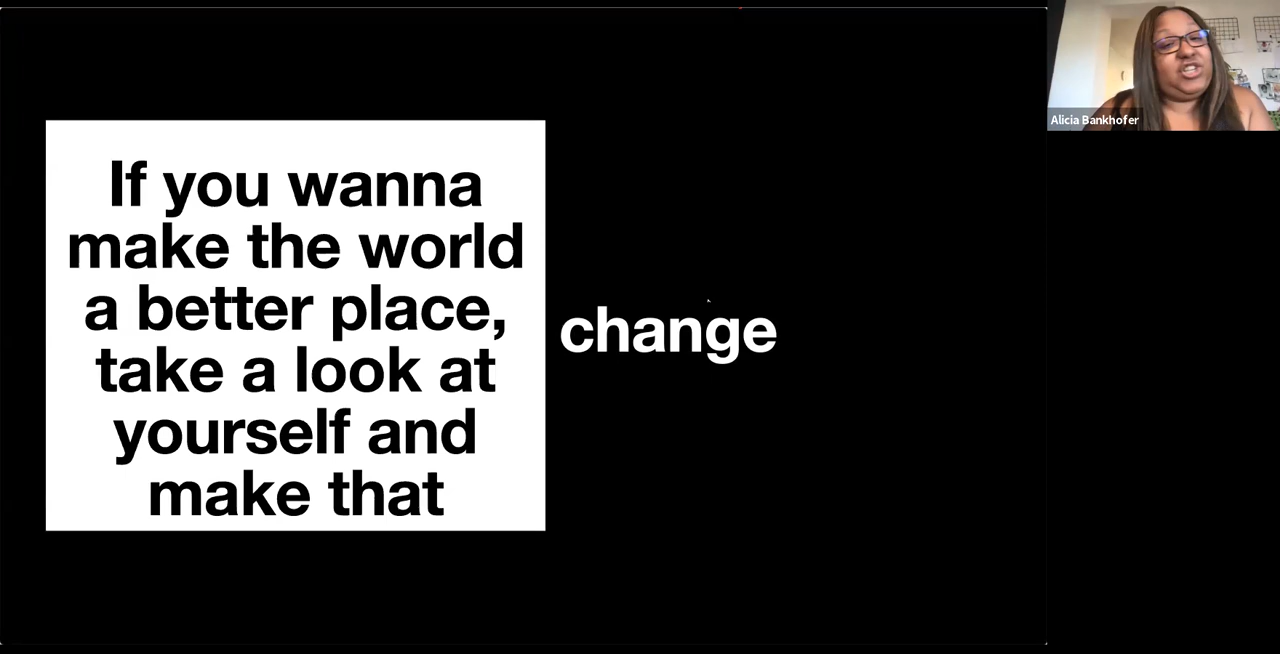 If you wanna
make the world
a better place,
take a look at
yourself and
make that
change
Alicia Bankhofer